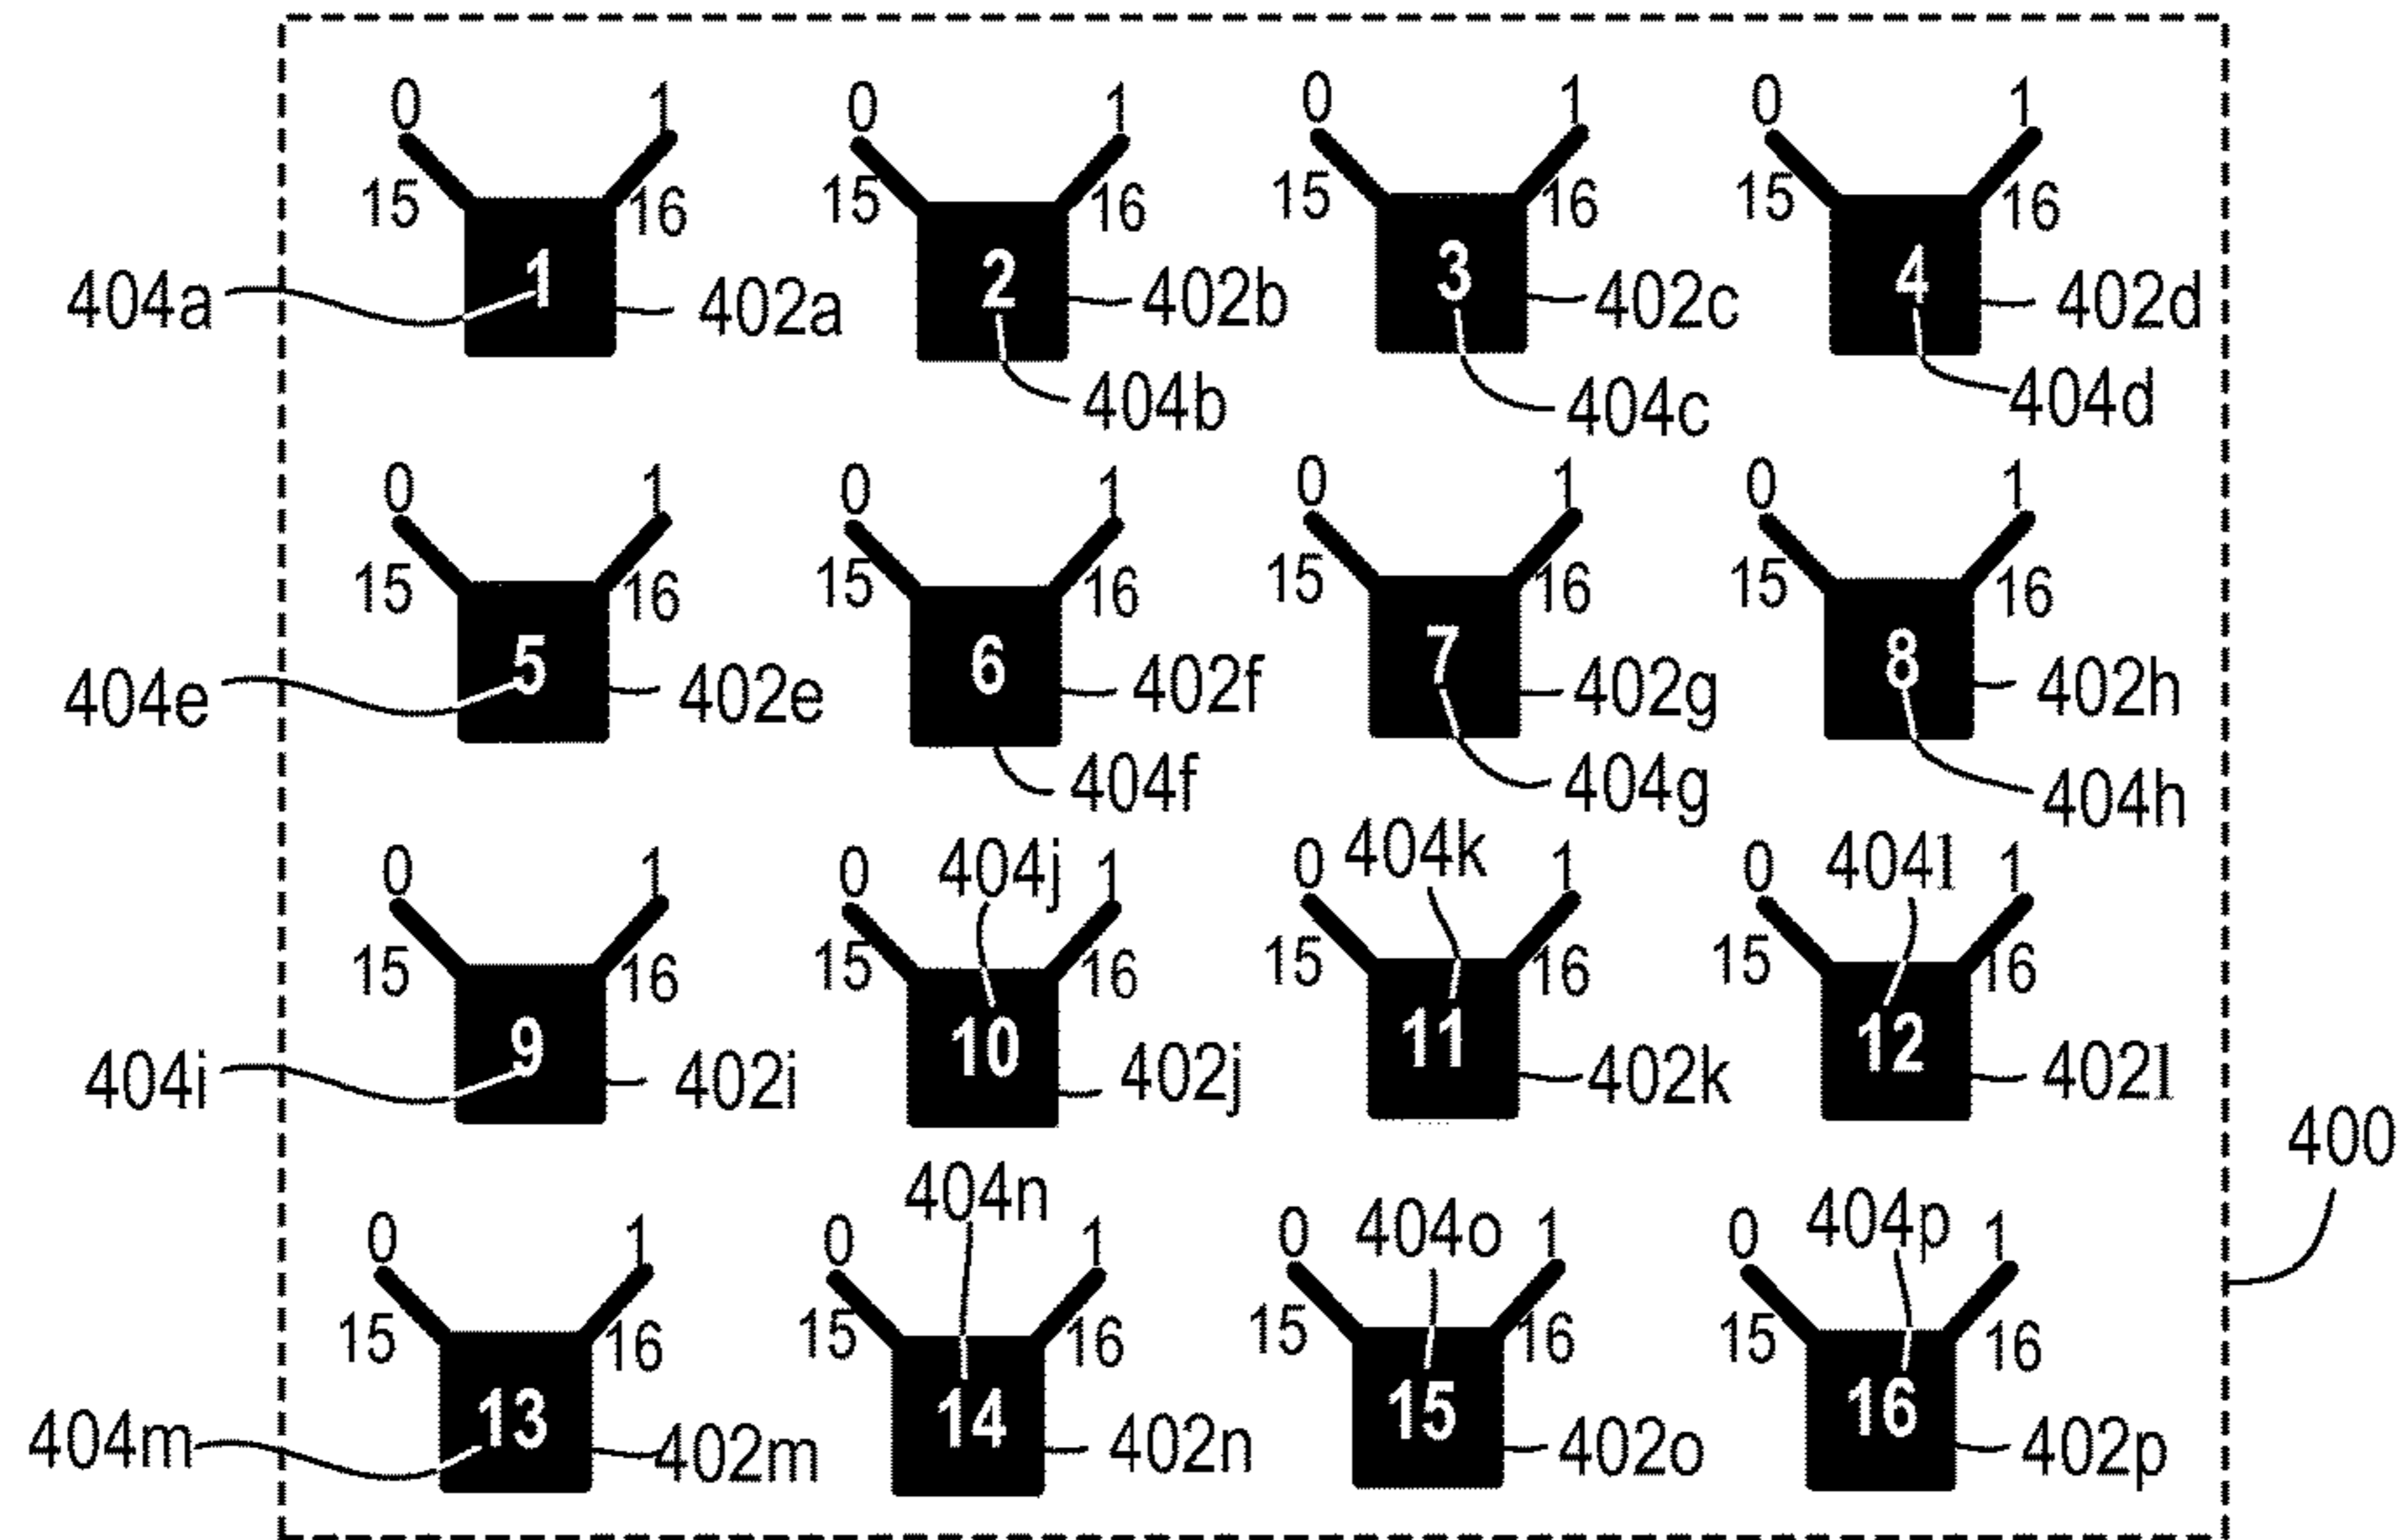 0 1 0 1 0 1 0 1
15 16 15 16 15 16 15 16
404a 1 402a 2 402b 3 402c 4 402d
404b 404c 404d
0 1 0 1 0 1 0 1
15 16 15 16 15 16 15 16
404e 5 402e 6 402f 7 402g 8 402h
404f 404g 404h
0 1 0 404j 1 0 404k 1 0 404l 1
15 16 15 16 15 16 15 16
404i 9 402i 10 402j 11 402k 12 402l
400
0 1 0 404n 1 0 404o 1 0 404p 1
15 16 15 16 15 16 15 16
404m 13 402m 14 402n 15 402o 16 402p